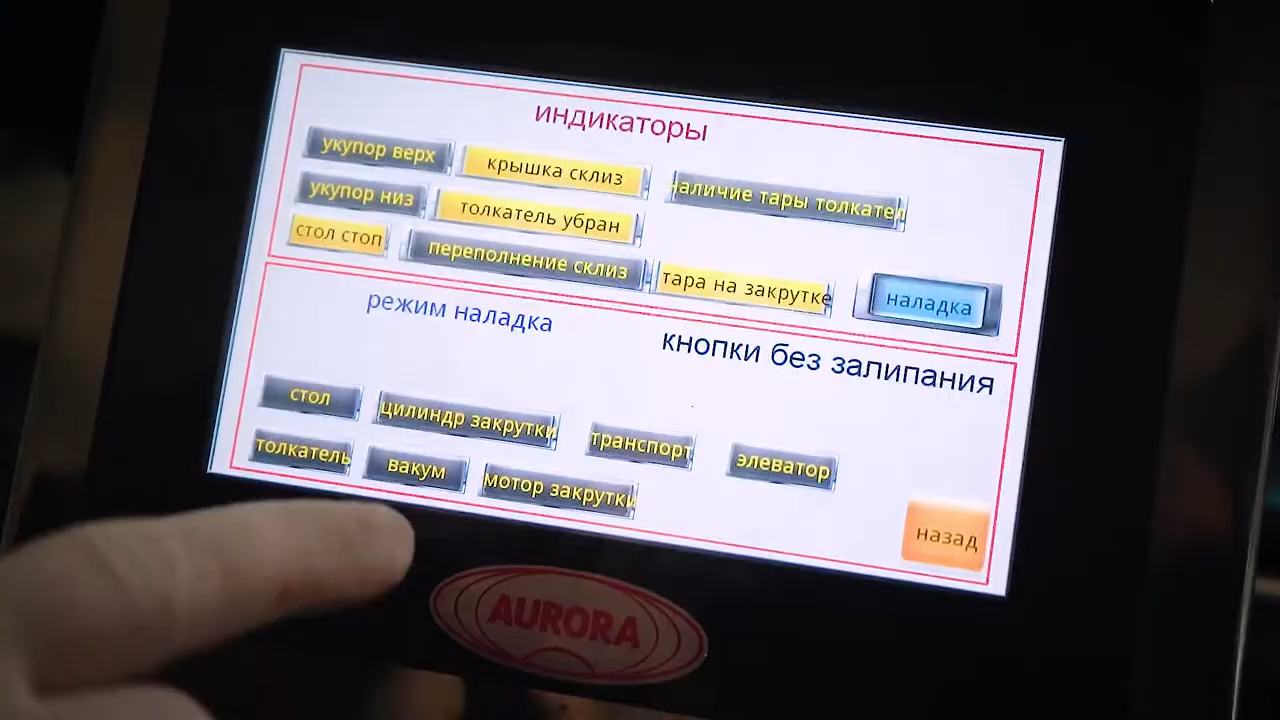 индикаторы
укупор верх
крышка склиз
наличие тары толкател
укупор низ
толкатель убран
стол стоп
переполнение склиз
тара на закрутке
наладка
режим наладка
кнопки без залипания
стол
цилиндр закрутки
транспорт
элеватор
толкатель
вакум
мотор закрутки
назад
AURORA